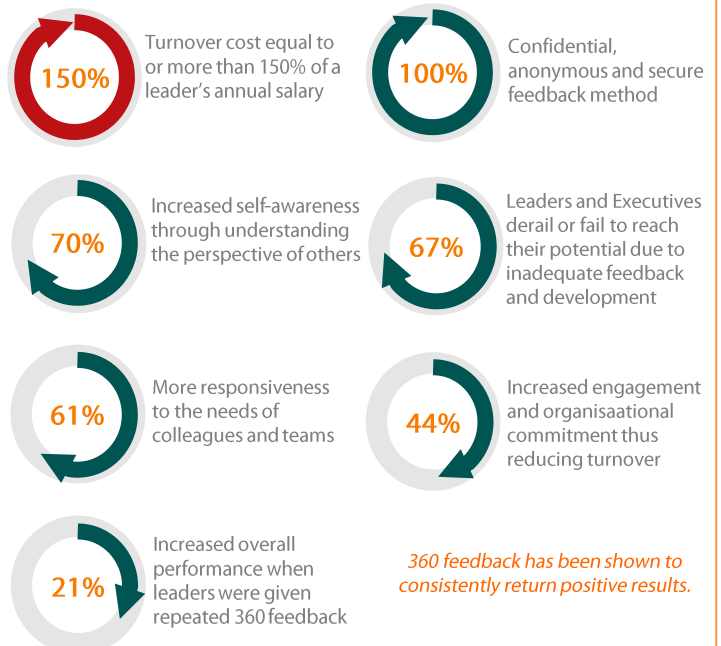 150%
Turnover cost equal to
or more than 150% of a
leader's annual salary
100%
Confidential,
anonymous and secure
feedback method
70%
Increased self-awareness
through understanding
the perspective of others
67%
Leaders and Executives
derail or fail to reach
their potential due to
inadequate feedback
and development
61%
More responsiveness
to the needs of
colleagues and teams
44%
Increased engagement
and organisaational
commitment thus
reducing turnover
21%
Increased overall
performance when
leaders were given
repeated 360 feedback
360 feedback has been shown to
consistently return positive results.